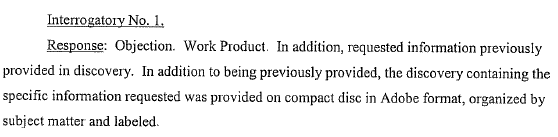 Interrogatory No. 1.
Response: Objection. Work Product. In addition, requested information previously
provided in discovery. In addition to being previously provided, the discovery containing the
specific information requested was provided on compact disc in Adobe format, organized by
subject matter and labeled.